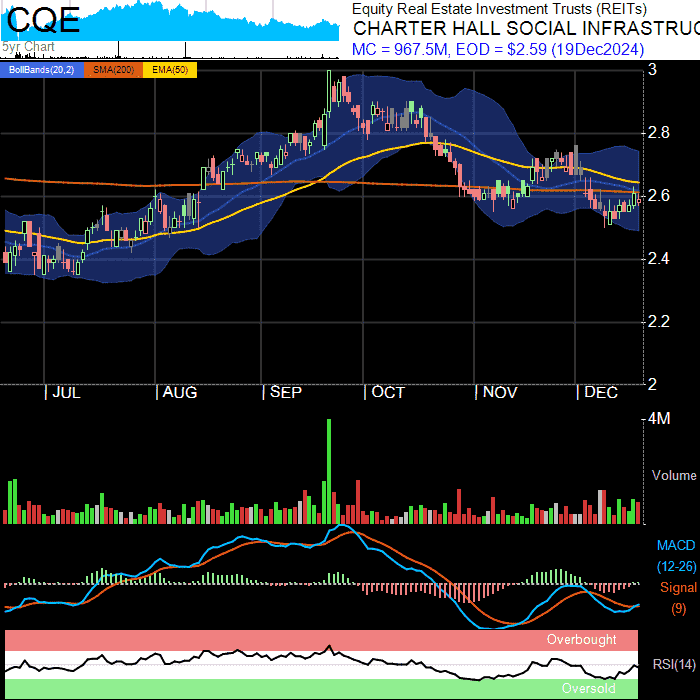 CQE
Equity Real Estate Investment Trusts (REITs)
CHARTER HALL SOCIAL INFRASTRUC
5yr Chart
MC = 967.5M, EOD = $2.59 (19Dec2024)
BollBands(20,2) SMA(200) EMA(50)
3
2.8
2.6
2.4
2.2
2
| JUL | AUG | SEP | OCT | NOV | DEC
4M
Volume
MACD
(12-26)
Signal
(9)
Overbought
RSI(14)
Oversold